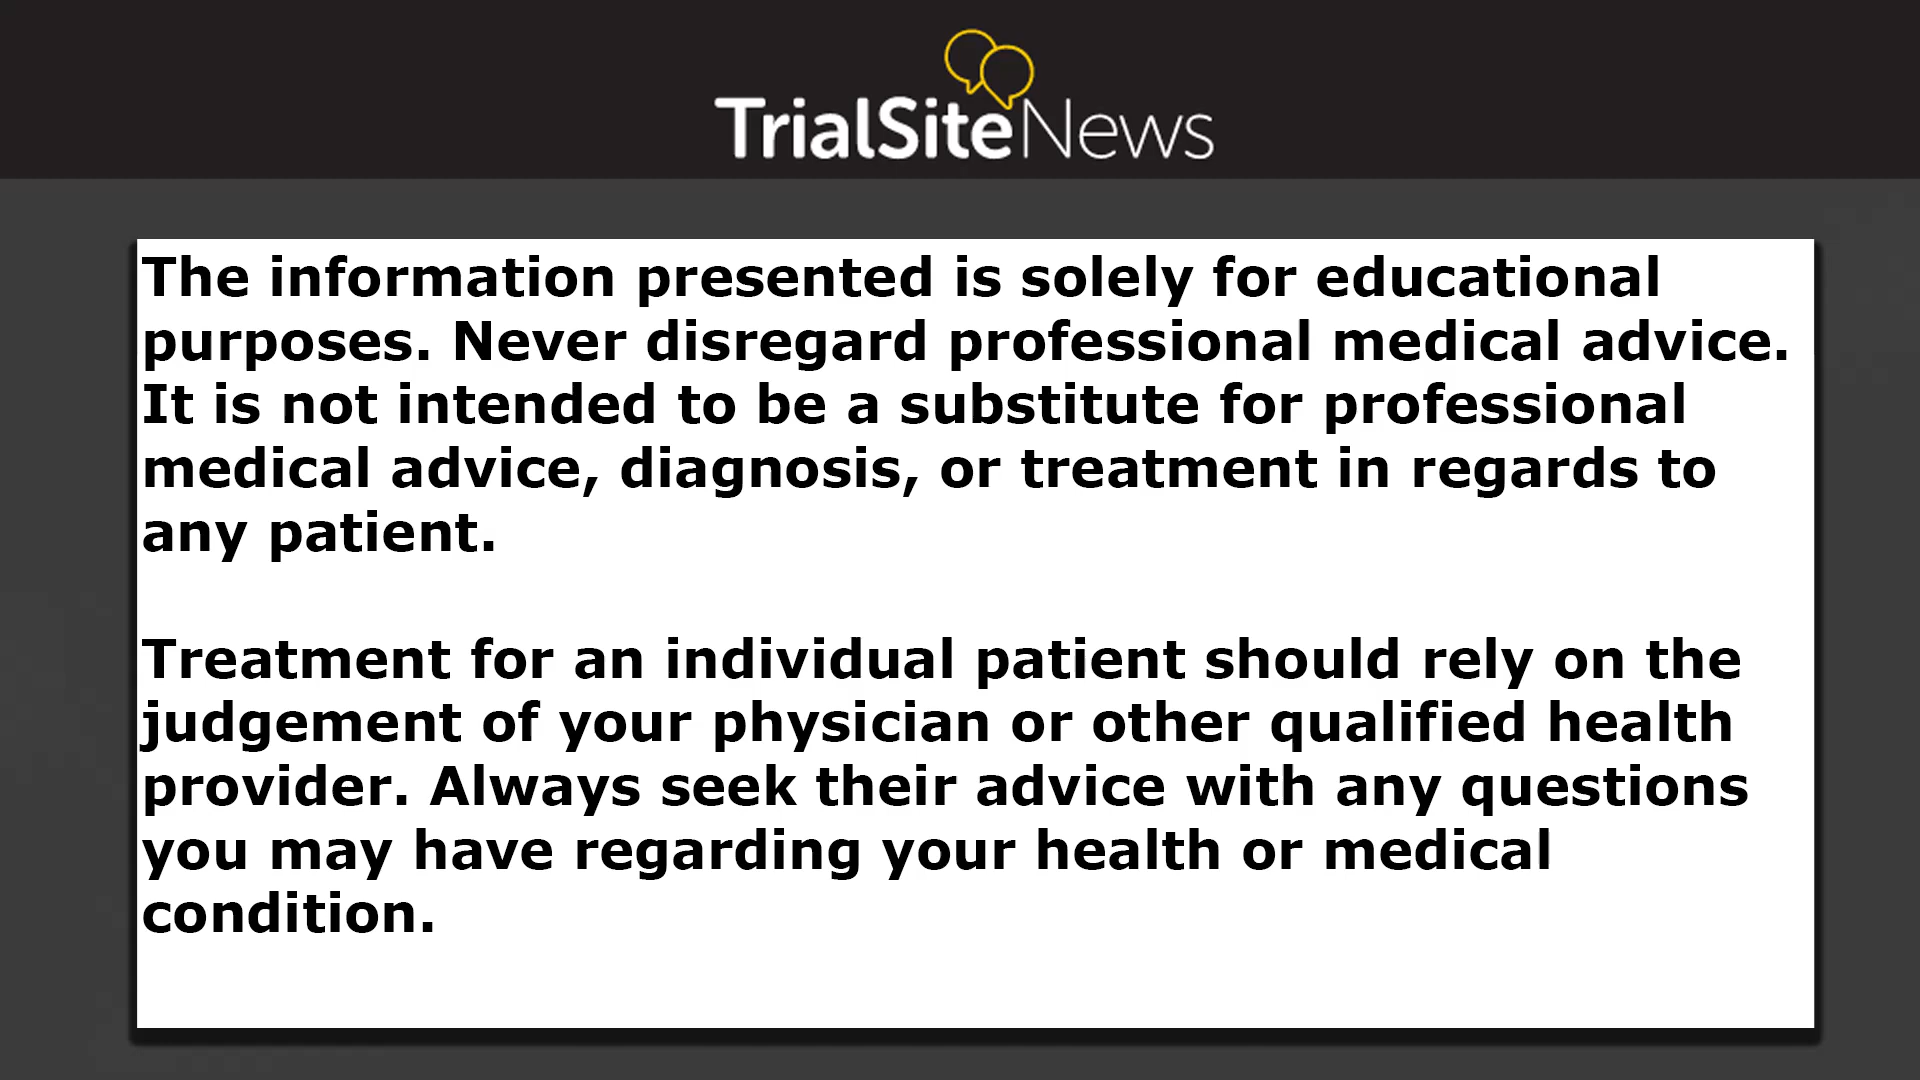 TrialSiteNews
The information presented is solely for educational
purposes. Never disregard professional medical advice.
It is not intended to be a substitute for professional
medical advice, diagnosis, or treatment in regards to
any patient.
Treatment for an individual patient should rely on the
judgement of your physician or other qualified health
provider. Always seek their advice with any questions
you may have regarding your health or medical
condition.